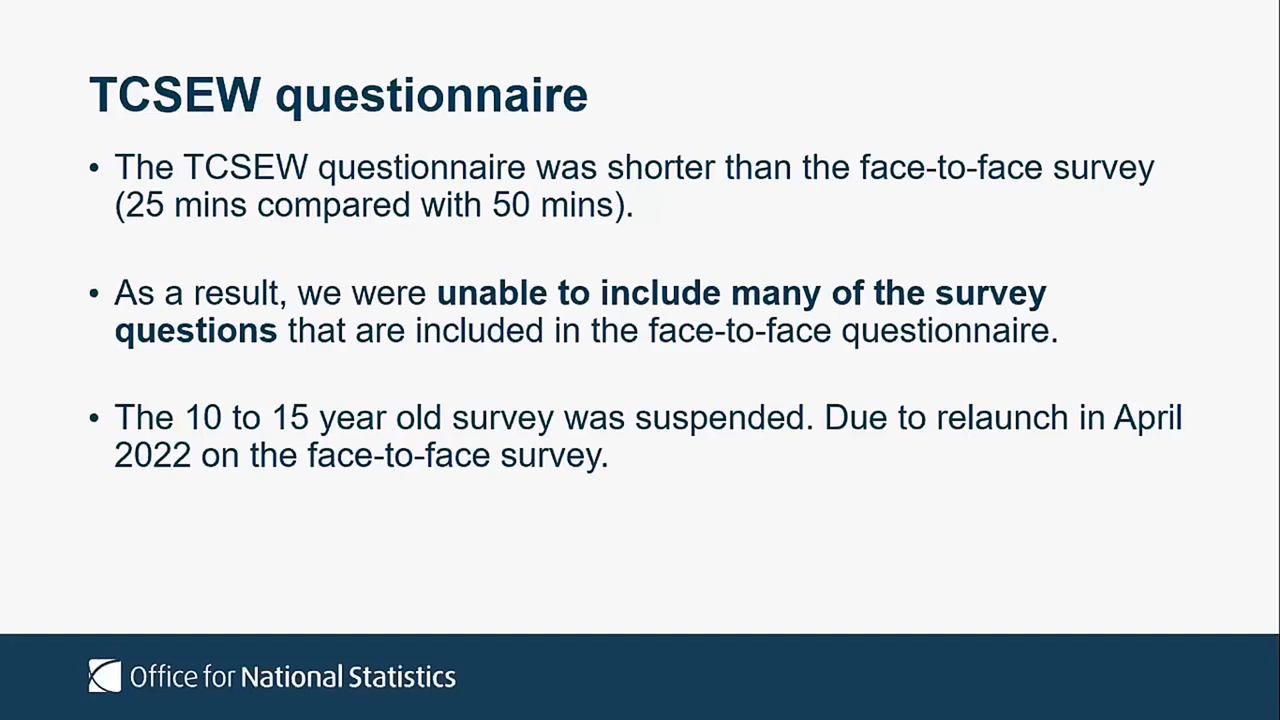 TCSEW questionnaire
• The TCSEW questionnaire was shorter than the face-to-face survey
(25 mins compared with 50 mins).
• As a result, we were unable to include many of the survey
questions that are included in the face-to-face questionnaire.
• The 10 to 15 year old survey was suspended. Due to relaunch in April
2022 on the face-to-face survey.
Office for National Statistics